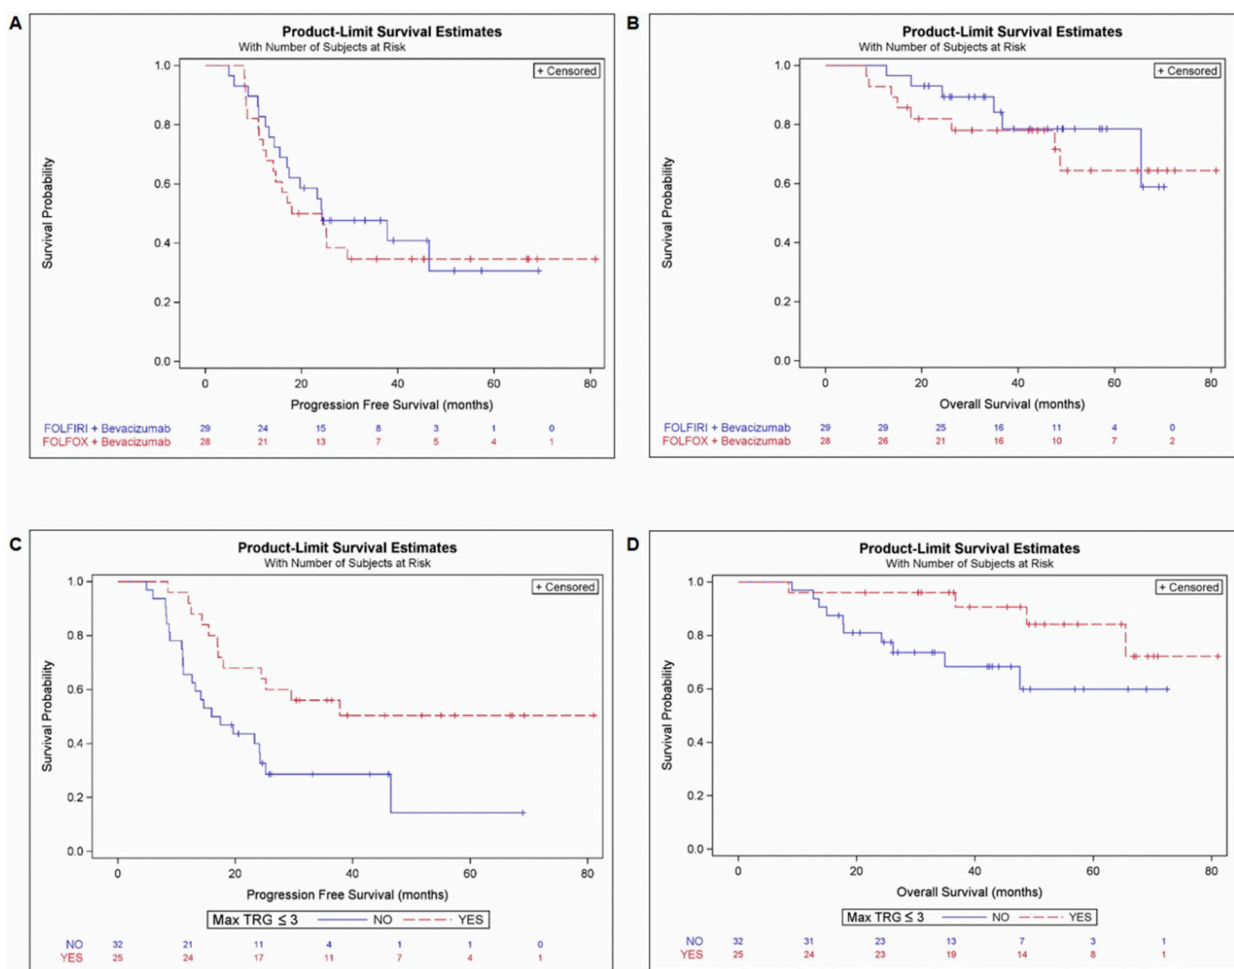 A
Product-Limit Survival Estimates
With Number of Subjects at Risk
+ Censored
1.0
0.8
0.6
0.4
0.2
0.0
Survival Probability
0 20 40 60 80
Progression Free Survival (months)
FOLFIRI + Bevacizumab 29 24 15 8 3 1 0
FOLFOX + Bevacizumab 28 21 13 7 5 4 1
B
Product-Limit Survival Estimates
With Number of Subjects at Risk
+ Censored
1.0
0.8
0.6
0.4
0.2
0.0
Survival Probability
0 20 40 60 80
Overall Survival (months)
FOLFIRI + Bevacizumab 29 29 25 16 11 4 0
FOLFOX + Bevacizumab 28 26 21 16 10 7 2
C
Product-Limit Survival Estimates
With Number of Subjects at Risk
+ Censored
1.0
0.8
0.6
0.4
0.2
0.0
Survival Probability
0 20 40 60 80
Progression Free Survival (months)
Max TRG ≤ 3 NO YES
NO 32 21 11 4 1 1 0
YES 25 24 17 11 7 4 1
D
Product-Limit Survival Estimates
With Number of Subjects at Risk
+ Censored
1.0
0.8
0.6
0.4
0.2
0.0
Survival Probability
0 20 40 60 80
Overall Survival (months)
Max TRG ≤ 3 NO YES
NO 32 31 23 13 7 3 1
YES 25 24 23 19 14 8 1